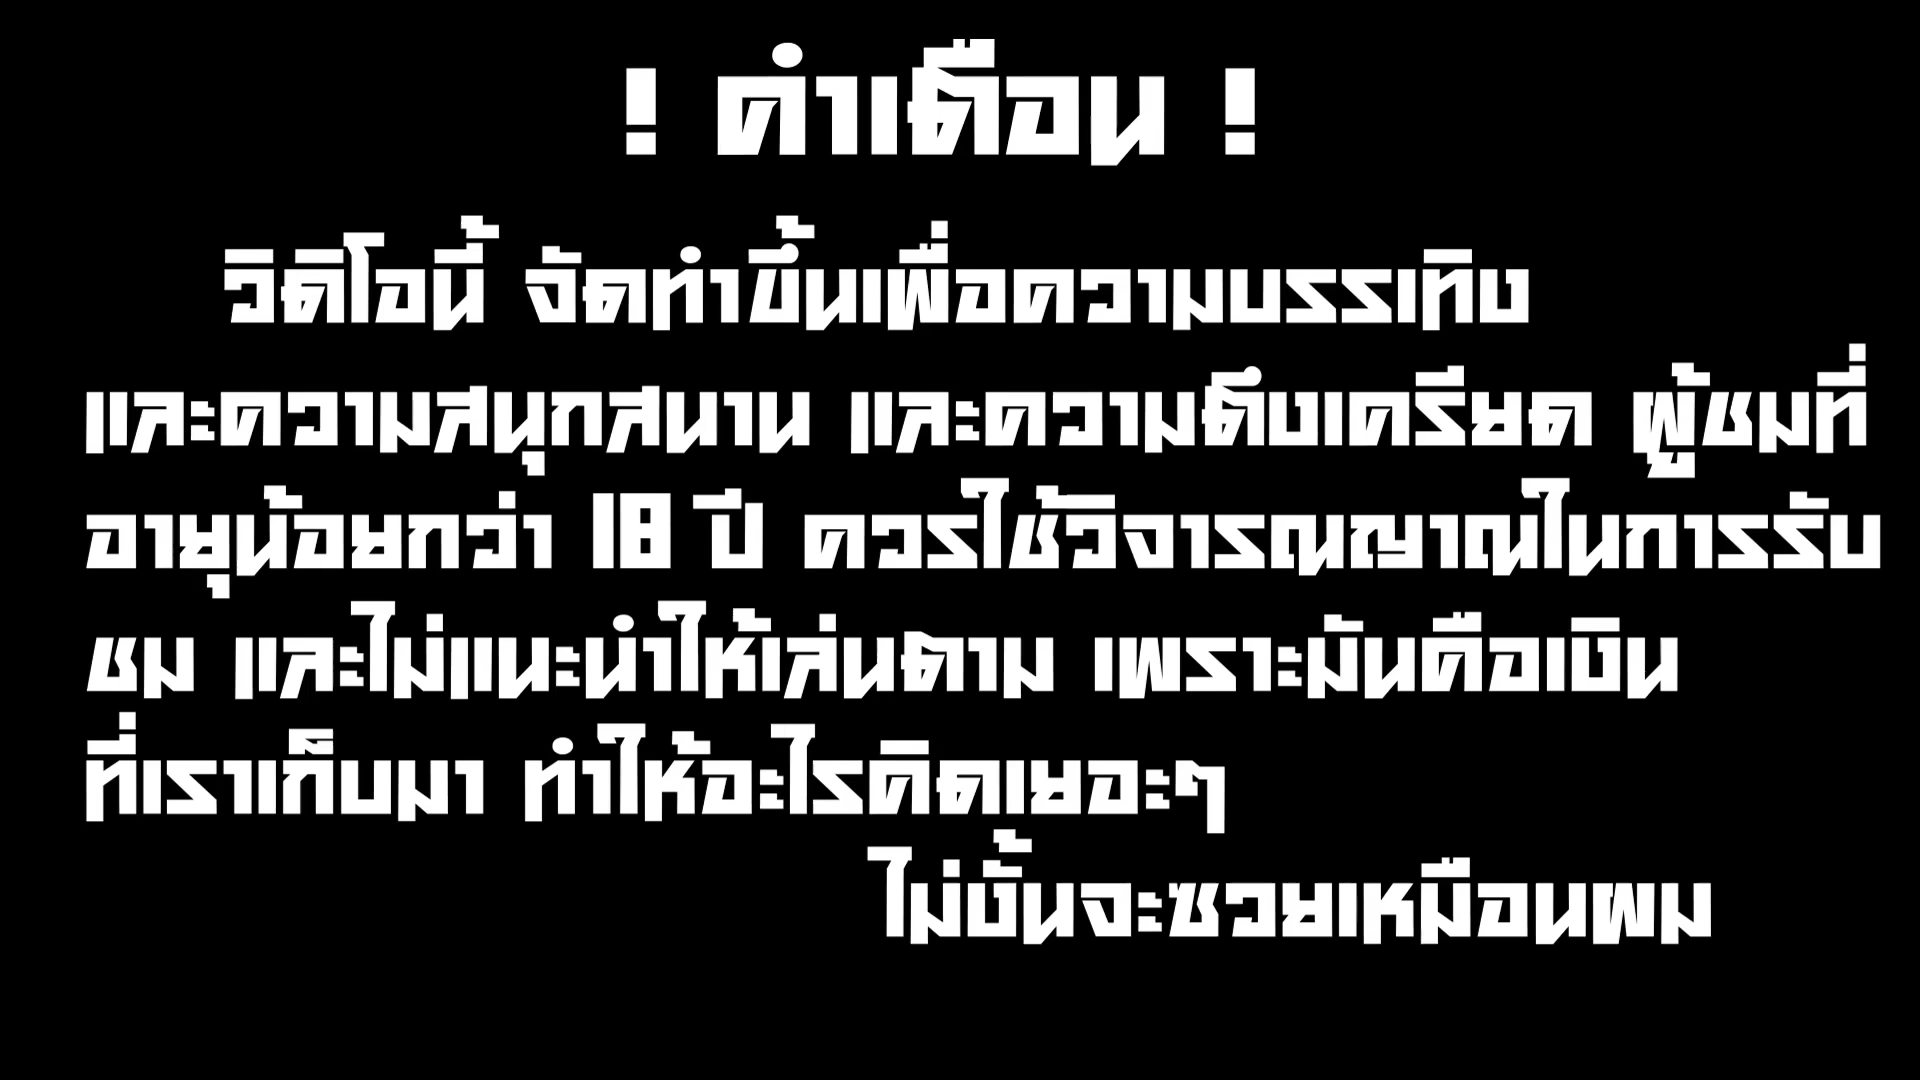 ! คำเตือน !
วิดิโอนี้ จัดทำขึ้นเพื่อความบรรเทิง
และความสนุกสนาน และความตึงเครียด ผู้ชมที่
อายุน้อยกว่า 18 ปี ควรใช้วิจารณญาณในการรับ
ชม และไม่แนะนำให้เล่นตาม เพราะมันคือเงิน
ที่เราเก็บมา ทำให้อะไรคิดเยอะๆ
ไม่งั้นจะซวยเหมือนผม